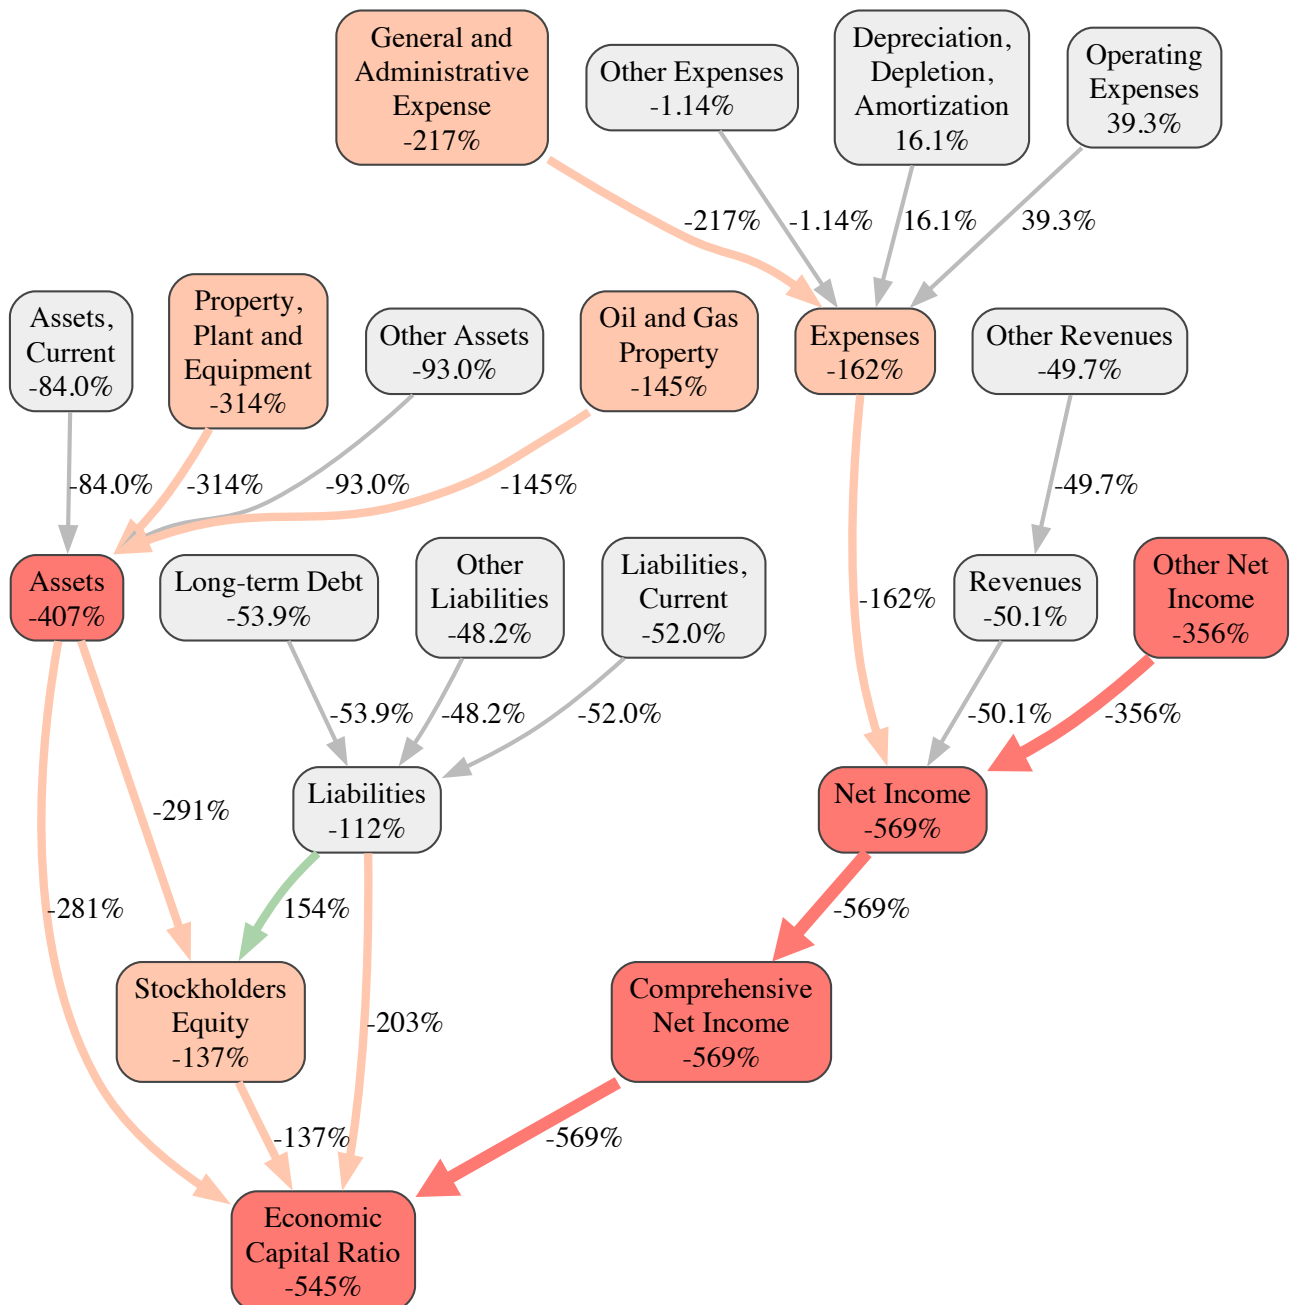 General and
Administrative
Expense
-217%
Other Expenses
-1.14%
Depreciation,
Depletion,
Amortization
16.1%
Operating
Expenses
39.3%
-217%
-1.14%
16.1%
39.3%
Assets,
Current
-84.0%
Property,
Plant and
Equipment
-314%
Other Assets
-93.0%
Oil and Gas
Property
-145%
Expenses
-162%
Other Revenues
-49.7%
-84.0%
-314%
-93.0%
-145%
-49.7%
Assets
-407%
Long-term Debt
-53.9%
Other
Liabilities
-48.2%
Liabilities,
Current
-52.0%
-162%
Revenues
-50.1%
Other Net
Income
-356%
-53.9%
-48.2%
-52.0%
-50.1%
-356%
-291%
Liabilities
-112%
Net Income
-569%
-281%
154%
-569%
Stockholders
Equity
-137%
-203%
Comprehensive
Net Income
-569%
-137%
-569%
Economic
Capital Ratio
-545%